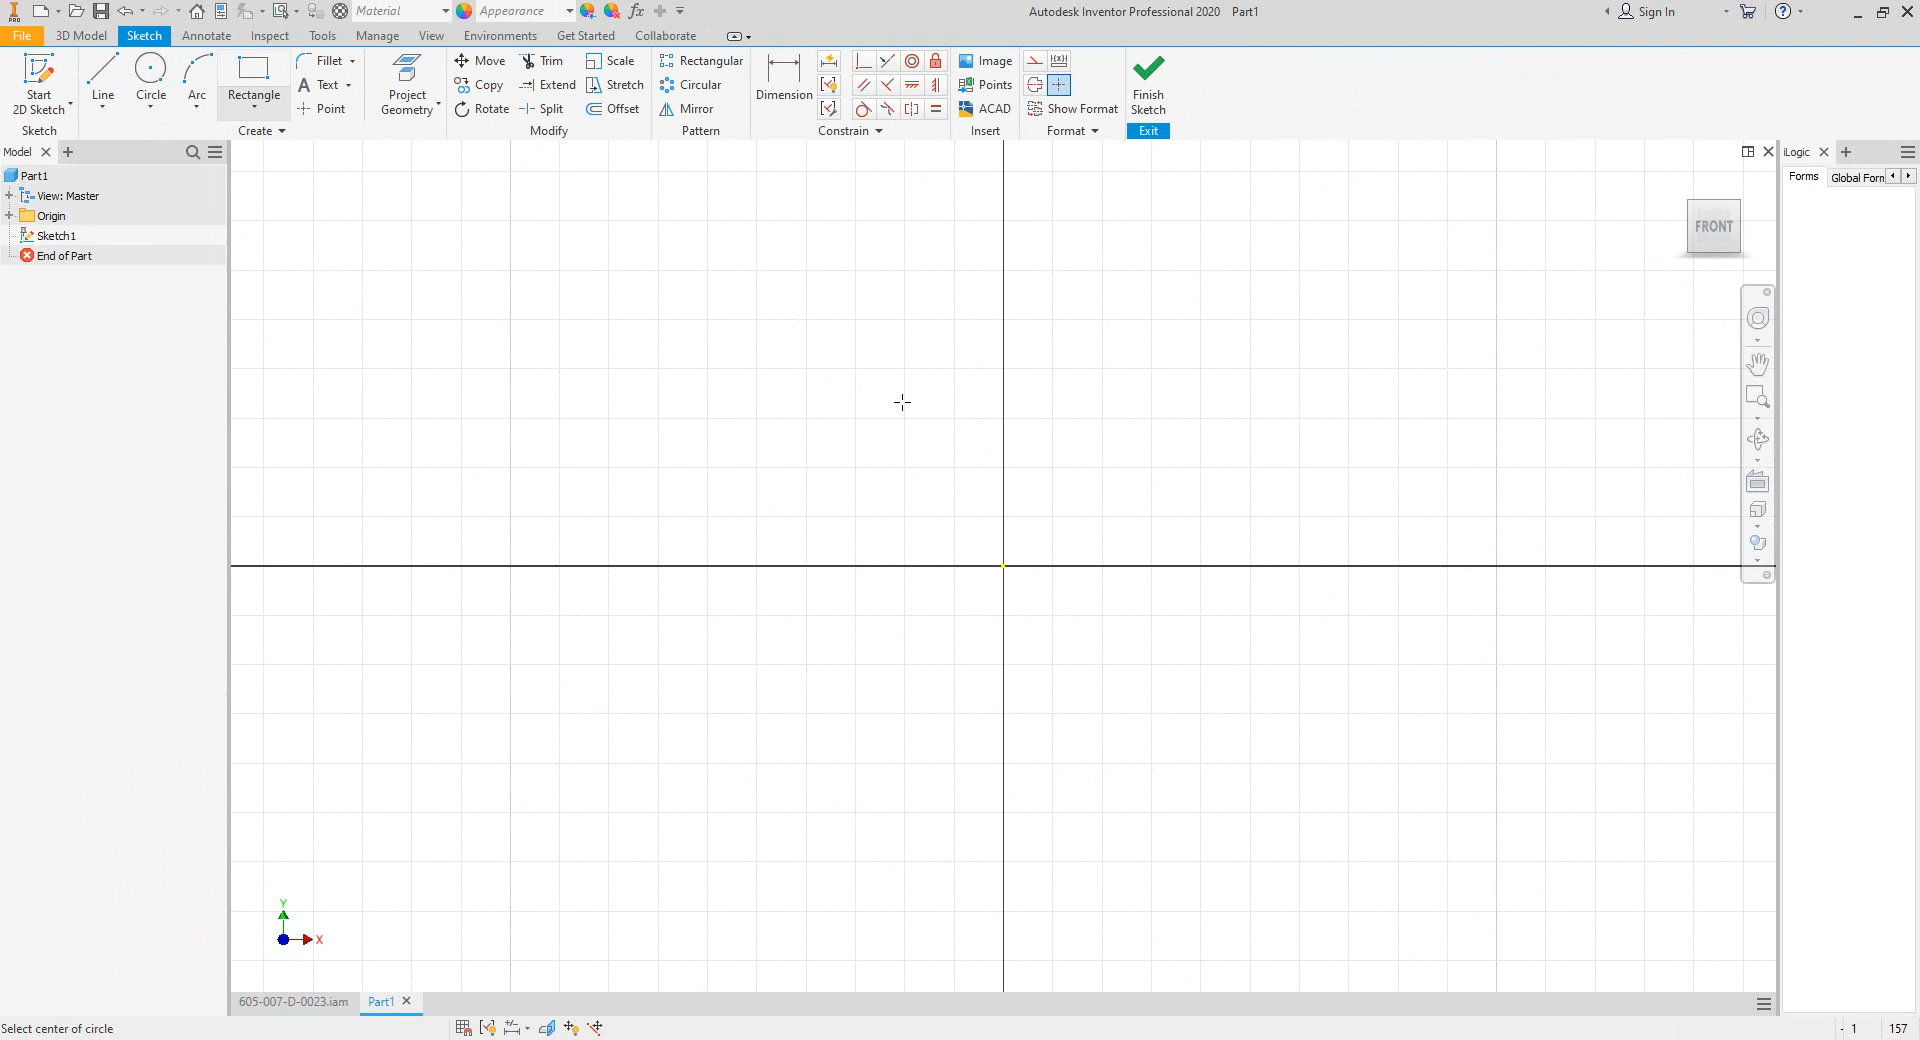 Material Appearance fx Autodesk Inventor Professional 2020 Part1 Sign In
File 3D Model Sketch Annotate Inspect Tools Manage View Environments Get Started Collaborate
Start
2D Sketch
Line
Circle
Arc
Rectangle
Fillet
Text
Point
Project
Geometry
Move
Copy
Rotate
Trim
Extend
Split
Scale
Stretch
Offset
Rectangular
Circular
Mirror
Dimension
Image
Points
ACAD
Show Format
Finish
Sketch
Sketch Create Modify Pattern Constrain Insert Format Exit
Model
Part1
View: Master
Origin
Sketch1
End of Part
FRONT
iLogic
Forms Global Forn
Y
X
605-007-D-0023.iam Part1
Select center of circle
- 1 157